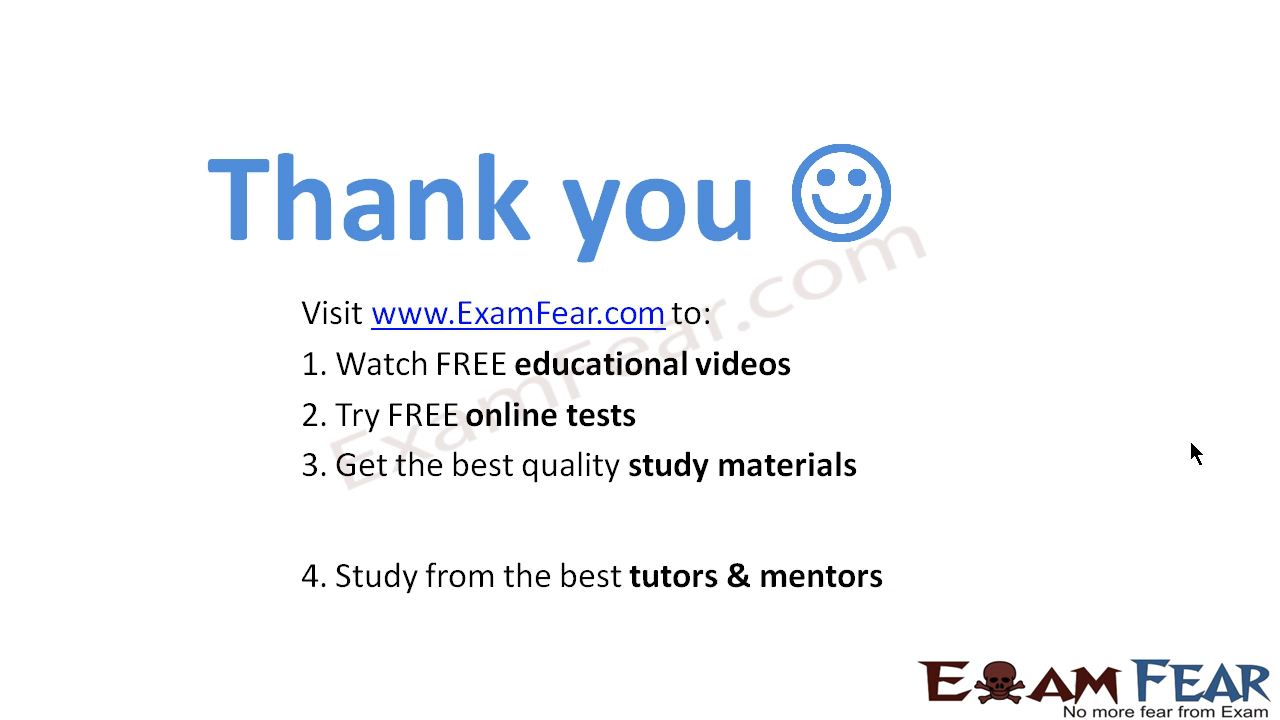 Thank you ☺
Visit www.ExamFear.com to:
1. Watch FREE educational videos
2. Try FREE online tests
3. Get the best quality study materials
4. Study from the best tutors & mentors
ExamFear.com
EXAM FEAR
No more fear from Exam